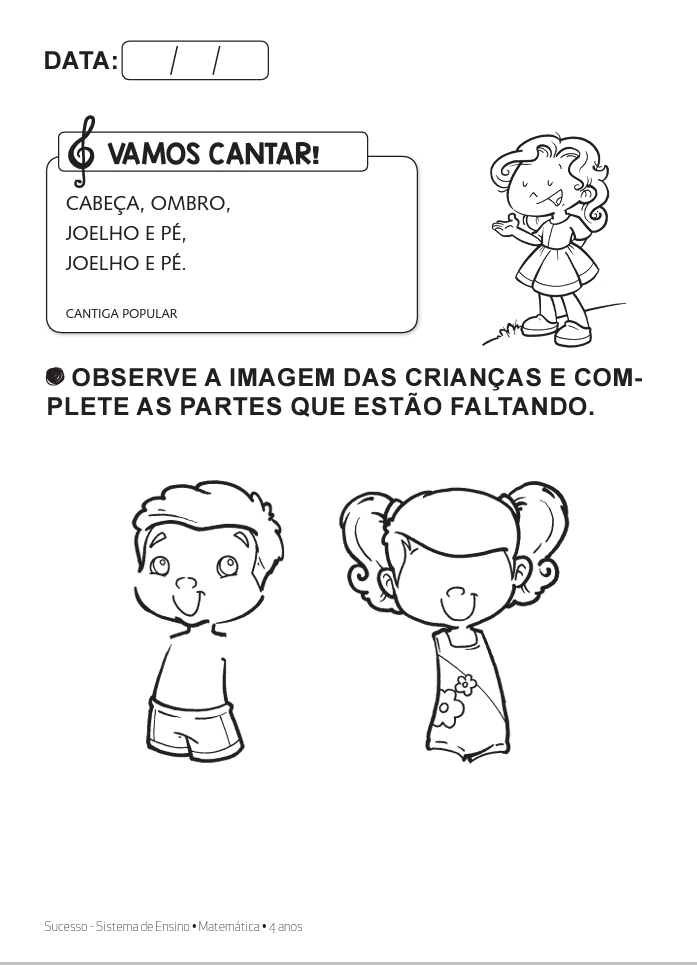 DATA: / /
VAMOS CANTAR!
CABEÇA, OMBRO,
JOELHO E PÉ,
JOELHO E PÉ.
CANTIGA POPULAR
OBSERVE A IMAGEM DAS CRIANÇAS E COM-
PLETE AS PARTES QUE ESTÃO FALTANDO.
Sucesso - Sistema de Ensino • Matemática • 4 anos